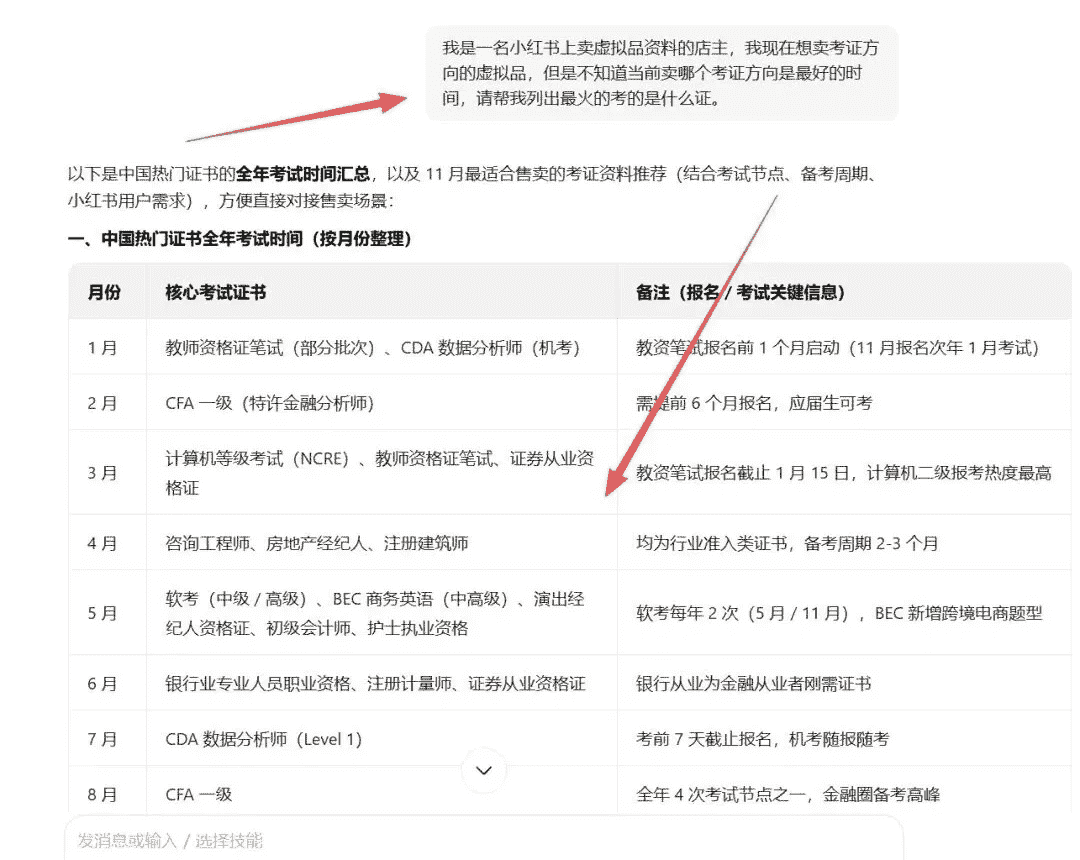 我是一名小红书上卖虚拟品资料的店主，我现在想卖考证方
向的虚拟品，但是不知道当前卖哪个考证方向是最好的时
间，请帮我列出最火的考的是什么证。
以下是中国热门证书的全年考试时间汇总，以及 11 月最适合售卖的考证资料推荐（结合考试节点、备考周期、
小红书用户需求），方便直接对接售卖场景：
一、中国热门证书全年考试时间（按月份整理）
月份 核心考试证书 备注（报名 / 考试关键信息）
1 月 教师资格证笔试（部分批次）、CDA 数据分析师（机考） 教资笔试报名前 1 个月启动（11 月报名次年 1 月考试）
2 月 CFA 一级（特许金融分析师） 需提前 6 个月报名，应届生可考
3 月 计算机等级考试（NCRE）、教师资格证笔试、证券从业资
格证 教资笔试报名截止 1 月 15 日，计算机二级报考热度最高
4 月 咨询工程师、房地产经纪人、注册建筑师 均为行业准入类证书，备考周期 2-3 个月
5 月 软考（中级 / 高级）、BEC 商务英语（中高级）、演出经
纪人资格证、初级会计师、护士执业资格 软考每年 2 次（5 月 / 11 月），BEC 新增跨境电商题型
6 月 银行业专业人员职业资格、注册计量师、证券从业资格证 银行从业为金融从业者刚需证书
7 月 CDA 数据分析师（Level 1） 考前 7 天截止报名，机考随报随考
8 月 CFA 一级 全年 4 次考试节点之一，金融圈备考高峰
发消息或输入 / 选择技能